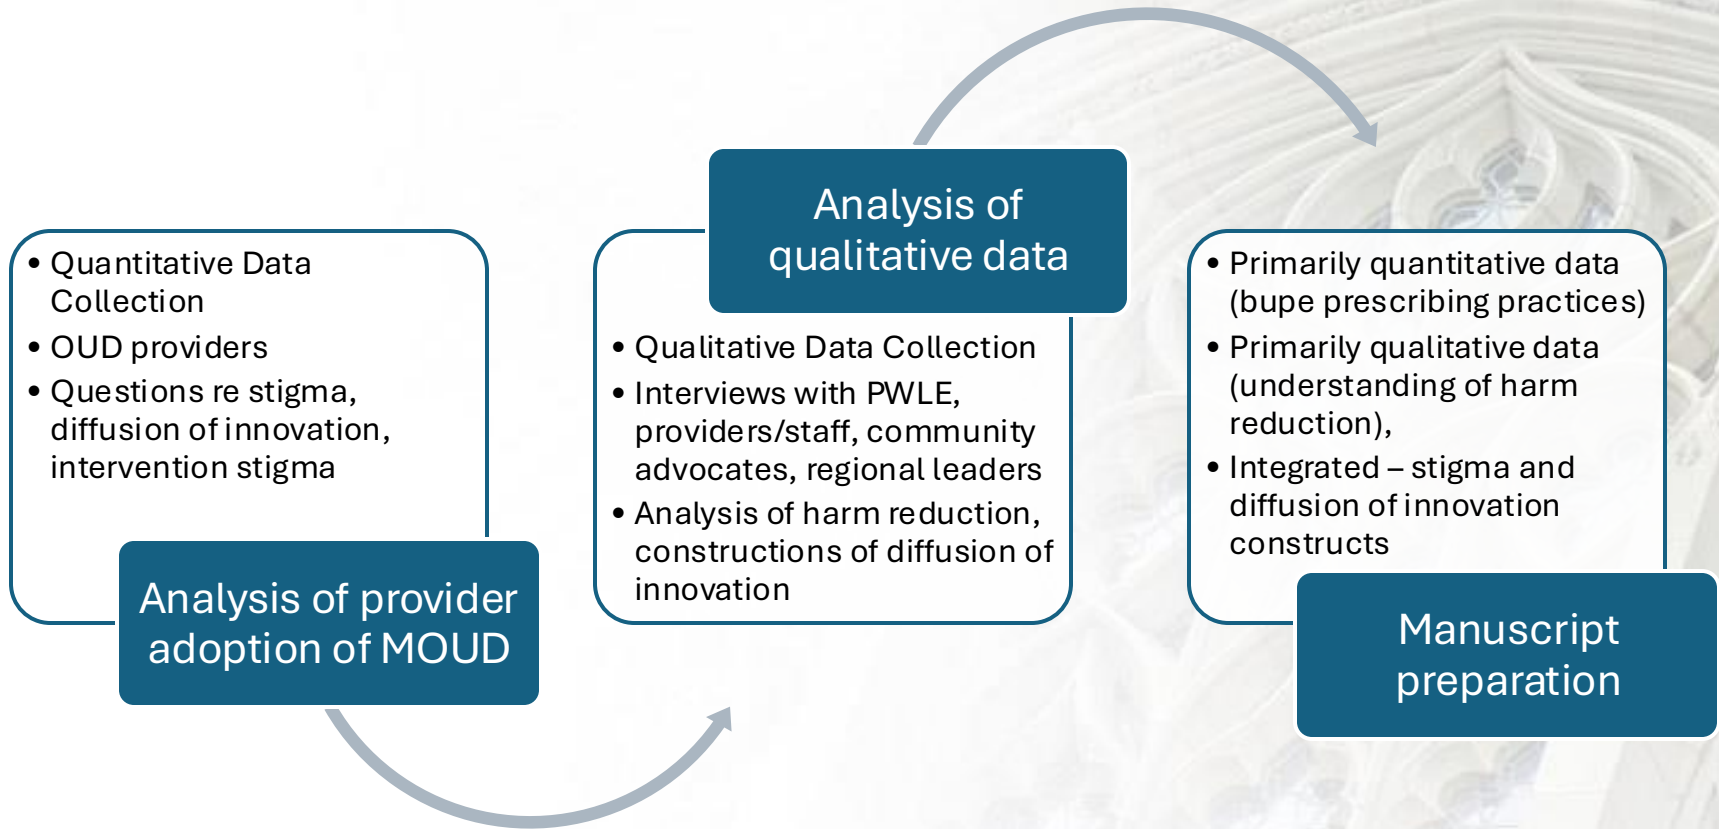 • Quantitative Data
Collection
• OUD providers
• Questions re stigma,
diffusion of innovation,
intervention stigma
Analysis of provider
adoption of MOUD
Analysis of
qualitative data
• Qualitative Data Collection
• Interviews with PWLE,
providers/staff, community
advocates, regional leaders
• Analysis of harm reduction,
constructions of diffusion of
innovation
• Primarily quantitative data
(bupe prescribing practices)
• Primarily qualitative data
(understanding of harm
reduction),
• Integrated – stigma and
diffusion of innovation
constructs
Manuscript
preparation